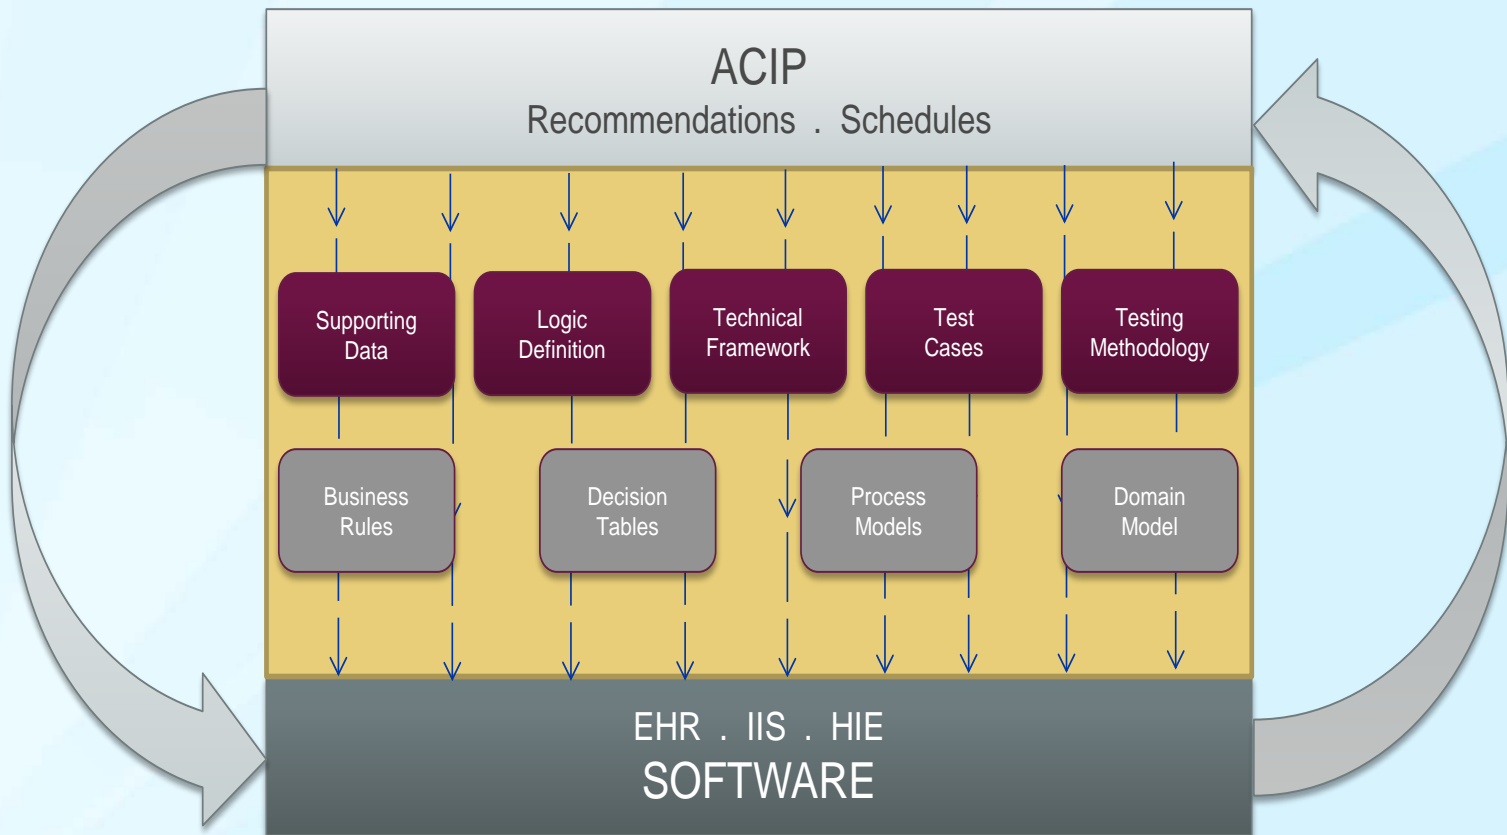 ACIP
Recommendations . Schedules
Supporting
Data
Logic
Definition
Technical
Framework
Test
Cases
Testing
Methodology
Business
Rules
Decision
Tables
Process
Models
Domain
Model
EHR . IIS . HIE
SOFTWARE